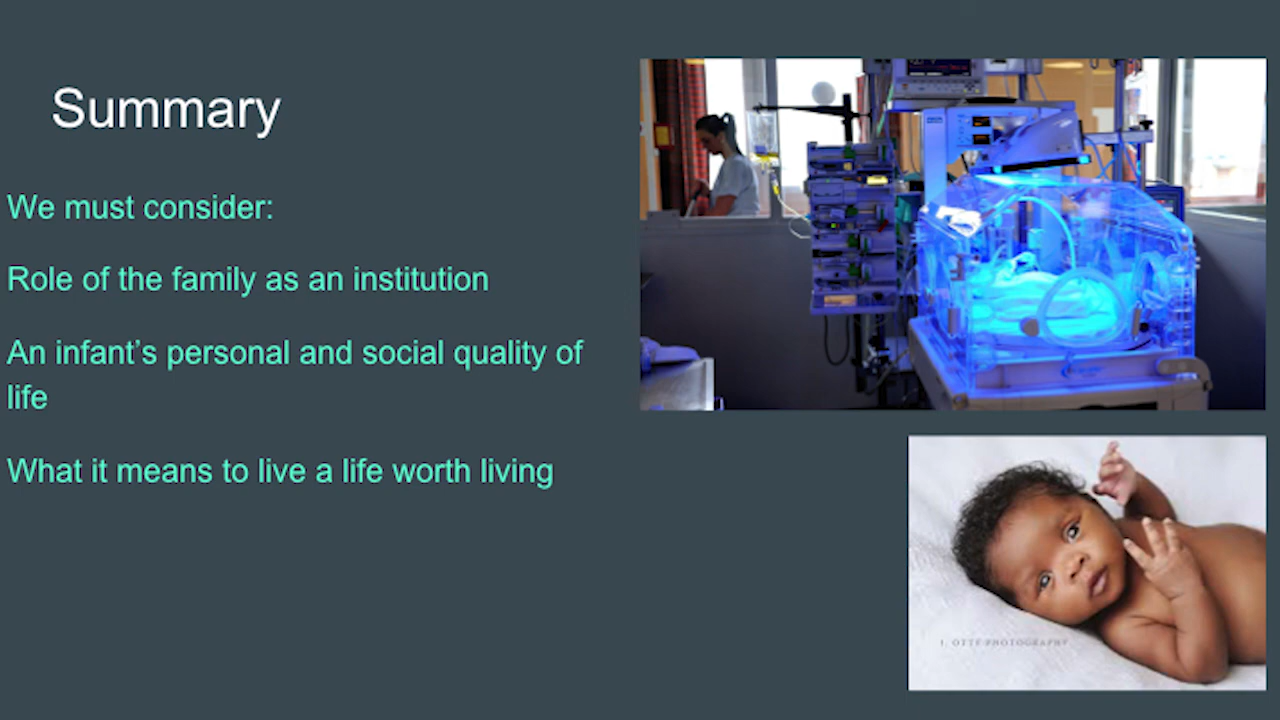 Summary
We must consider:
Role of the family as an institution
An infant's personal and social quality of
life
What it means to live a life worth living
J. OTTE PHOTOGRAPHY